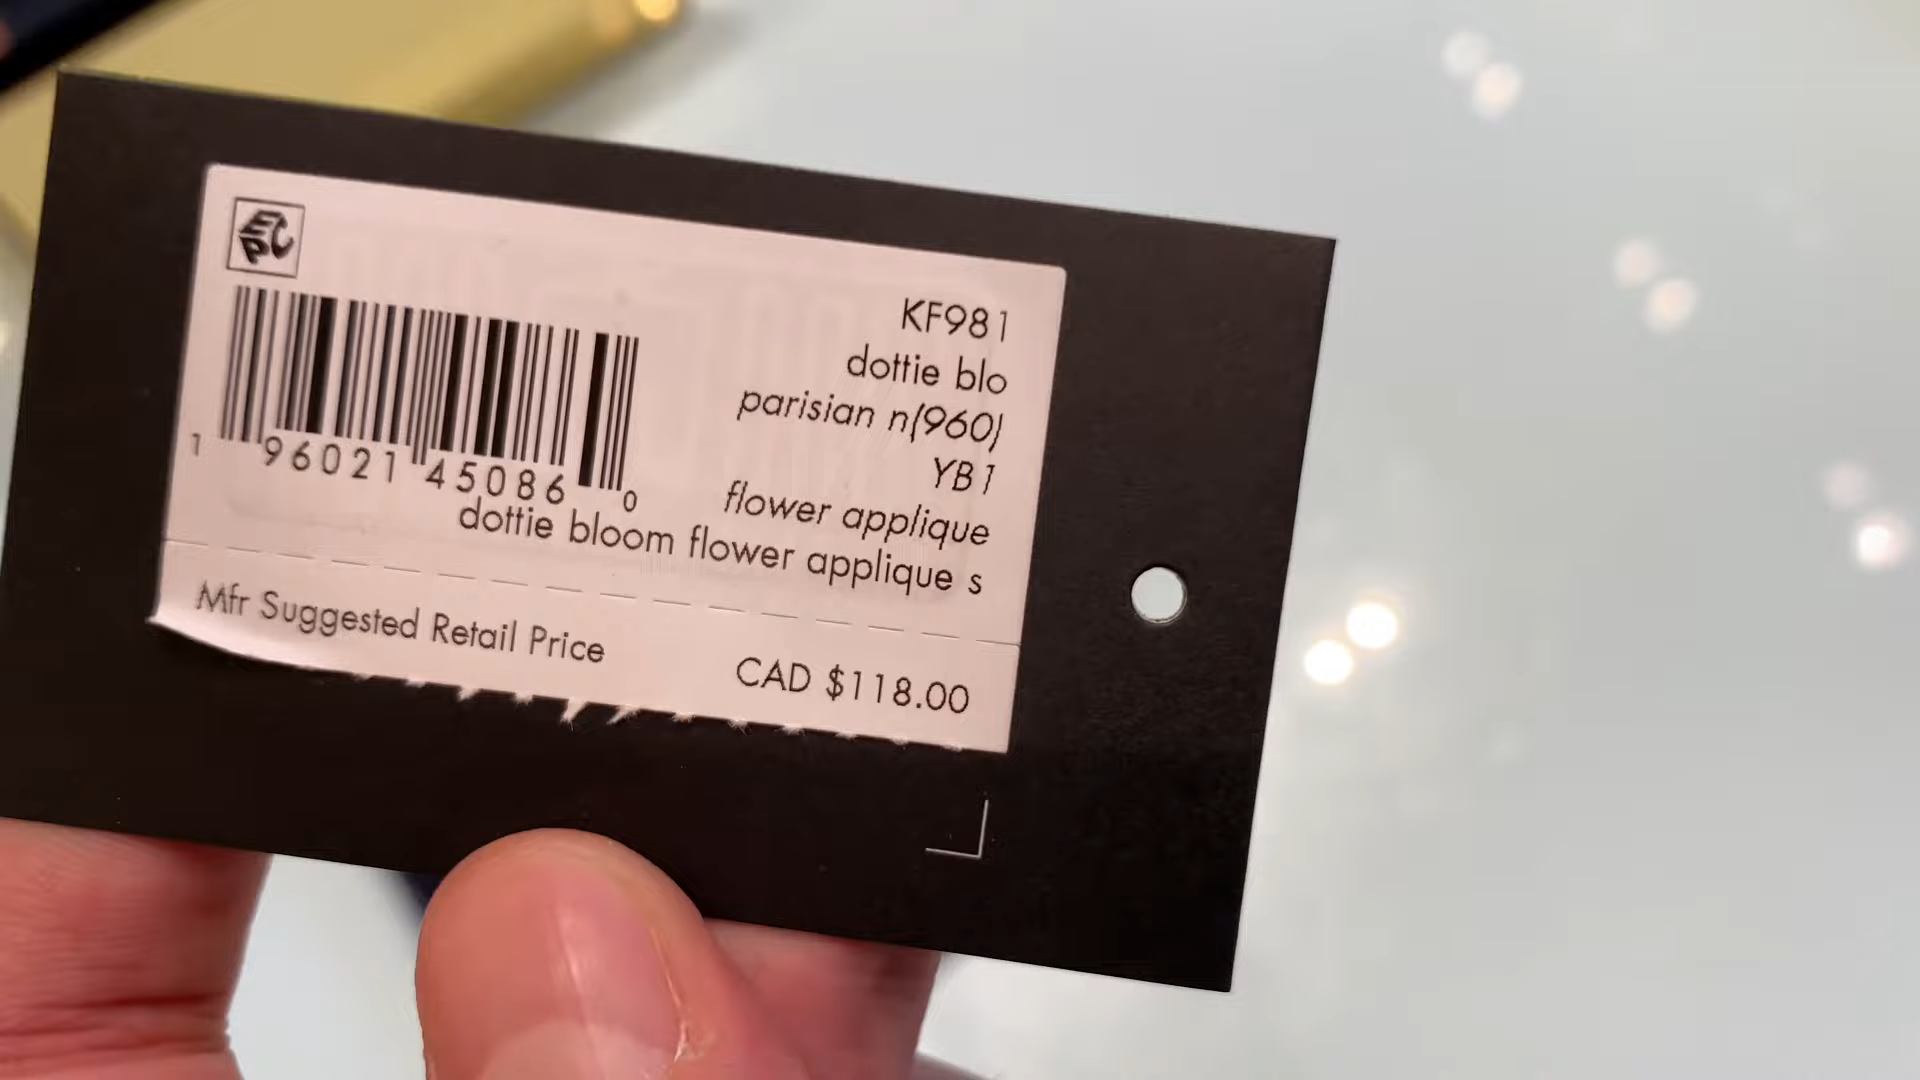 EPC
KF981
dottie blo
parisian n(960)
YB1
flower applique
1 96021 45086 0
dottie bloom flower applique s
Mfr Suggested Retail Price CAD $118.00